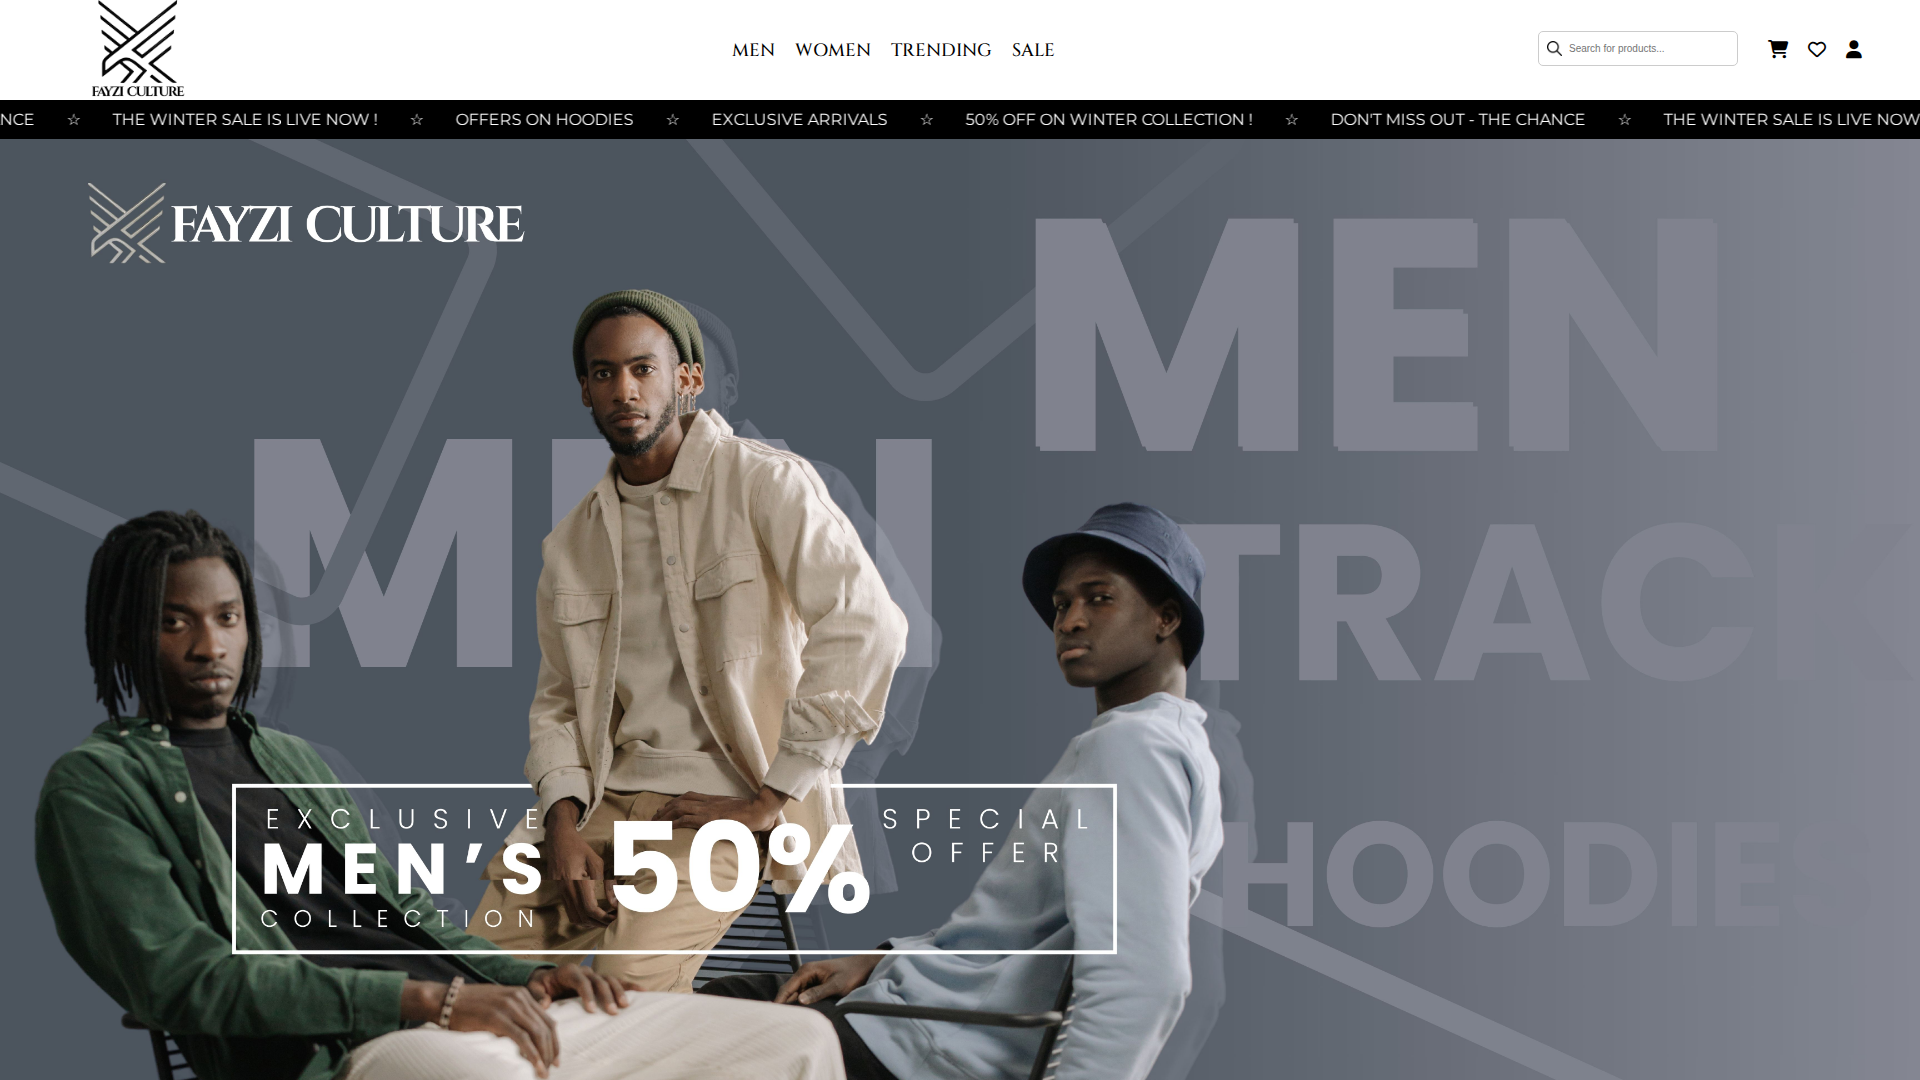 FAYZI CULTURE
MEN WOMEN TRENDING SALE
Search for products...
NCE ☆ THE WINTER SALE IS LIVE NOW ! ☆ OFFERS ON HOODIES ☆ EXCLUSIVE ARRIVALS ☆ 50% OFF ON WINTER COLLECTION ! ☆ DON'T MISS OUT - THE CHANCE ☆ THE WINTER SALE IS LIVE NOW
FAYZI CULTURE
MEN
MEN
TRACK
HOODIES
EXCLUSIVE
MEN’S
COLLECTION
50%
SPECIAL
OFFER